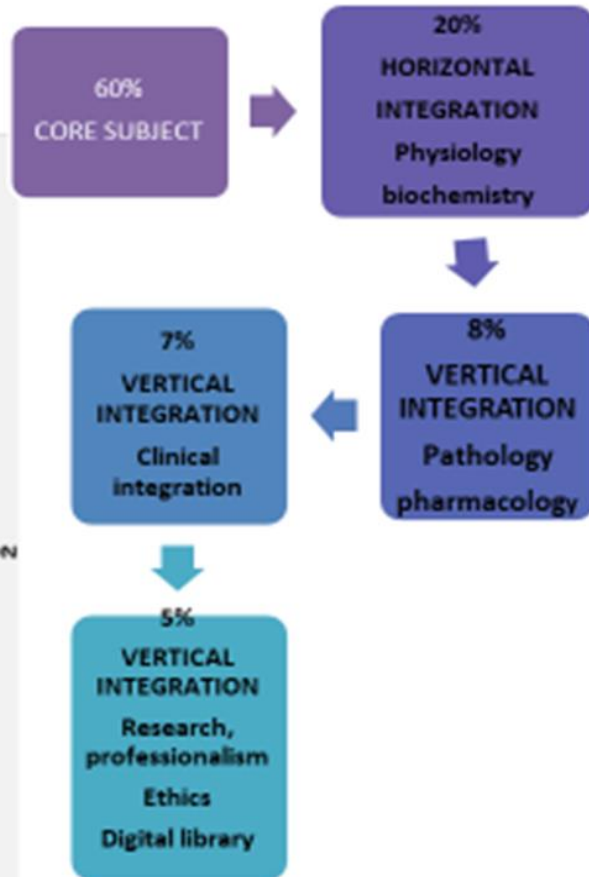 60%
CORE SUBJECT
20%
HORIZONTAL
INTEGRATION
Physiology
biochemistry
8%
VERTICAL
INTEGRATION
Pathology
pharmacology
7%
VERTICAL
INTEGRATION
Clinical
integration
5%
VERTICAL
INTEGRATION
Research,
professionalism
Ethics
Digital library
2